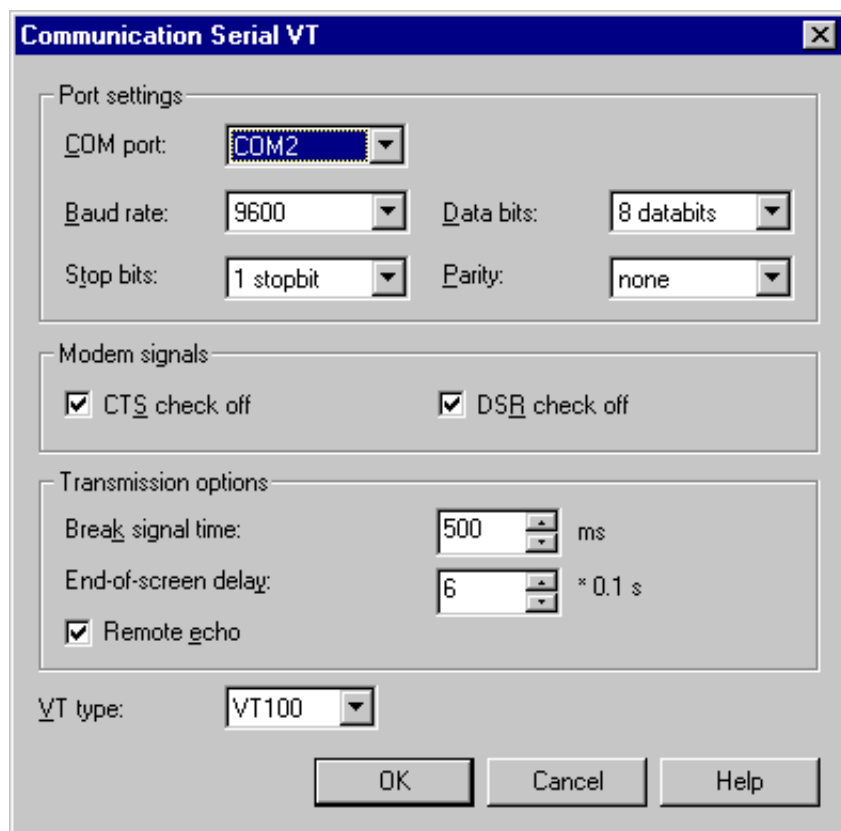 Communication Serial VT
Port settings
COM port: COM2
Baud rate: 9600 Data bits: 8 databits
Stop bits: 1 stopbit Parity: none
Modem signals
CTS check off DSR check off
Transmission options
Break signal time: 500 ms
End-of-screen delay: 6 * 0.1 s
Remote echo
VT type: VT100
OK Cancel Help